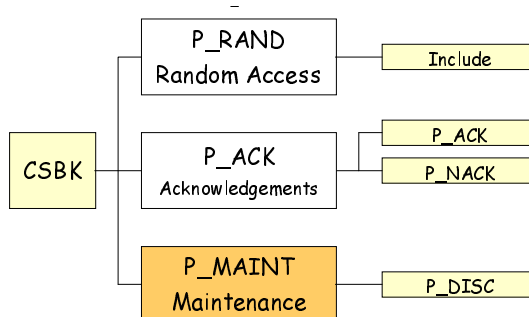 P_RAND
Random Access
Include
CSBK
P_ACK
Acknowledgements
P_ACK
P_NACK
P_MAINT
Maintenance
P_DISC